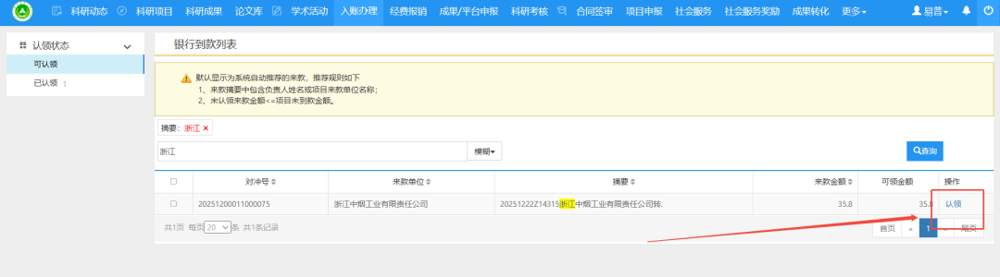 科研动态 科研项目 科研成果 论文库 学术活动 入账办理 经费报销 成果/平台申报 科研考核 合同签审 项目申报 社会服务 社会服务奖励 成果转化 更多 易普
认领状态
可认领
已认领 1
银行到款列表
默认显示为系统自动推荐的来款，推荐规则如下
1、来款摘要中包含负责人姓名或项目来款单位名称；
2、未认领来款金额<=项目未到款金额。
摘要：浙江 ×
浙江 模糊 查询
对冲号 来款单位 摘要 来款金额 可领金额 操作
20251200011000075 浙江中烟工业有限责任公司 20251222Z14315浙江中烟工业有限责任公司转. 35.8 35.8 认领
共1页 每页 20 条 共1条记录 首页 « 1 » 尾页